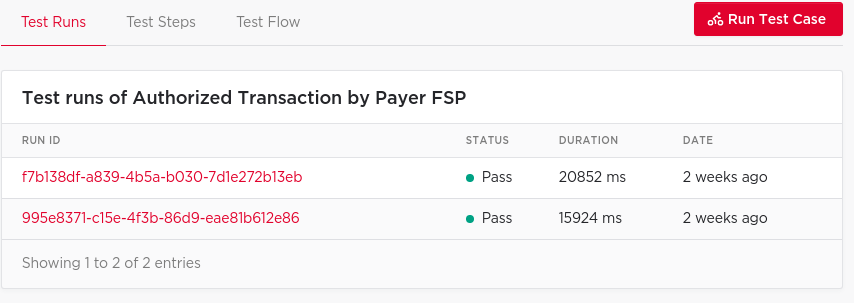 Test Runs Test Steps Test Flow Run Test Case
Test runs of Authorized Transaction by Payer FSP
RUN ID STATUS DURATION DATE
f7b138df-a839-4b5a-b030-7d1e272b13eb Pass 20852 ms 2 weeks ago
995e8371-c15e-4f3b-86d9-eae81b612e86 Pass 15924 ms 2 weeks ago
Showing 1 to 2 of 2 entries